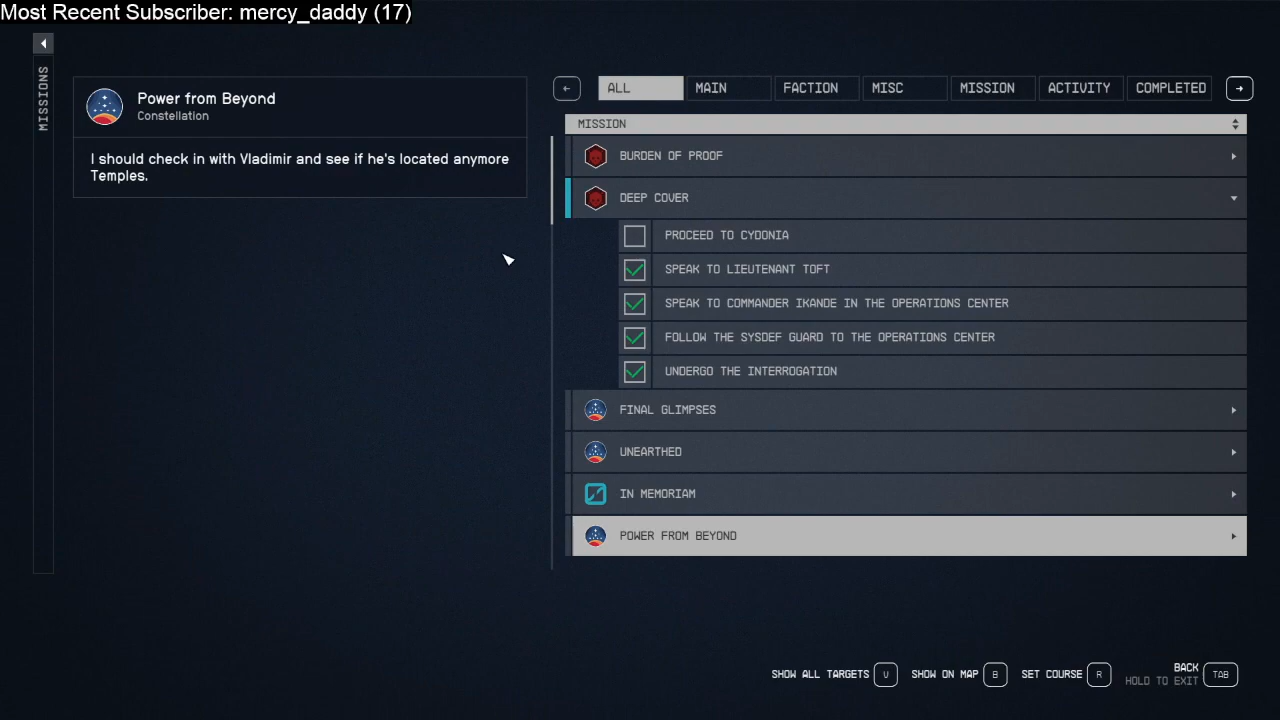 Most Recent Subscriber: mercy_daddy (17)
MISSIONS
Power from Beyond
Constellation
I should check in with Vladimir and see if he's located anymore
Temples.
ALL MAIN FACTION MISC MISSION ACTIVITY COMPLETED
MISSION
BURDEN OF PROOF
DEEP COVER
PROCEED TO CYDONIA
SPEAK TO LIEUTENANT TOFT
SPEAK TO COMMANDER IKANDE IN THE OPERATIONS CENTER
FOLLOW THE SYSDEF GUARD TO THE OPERATIONS CENTER
UNDERGO THE INTERROGATION
FINAL GLIMPSES
UNEARTHED
IN MEMORIAM
POWER FROM BEYOND
SHOW ALL TARGETS V SHOW ON MAP B SET COURSE R BACK TAB
HOLD TO EXIT